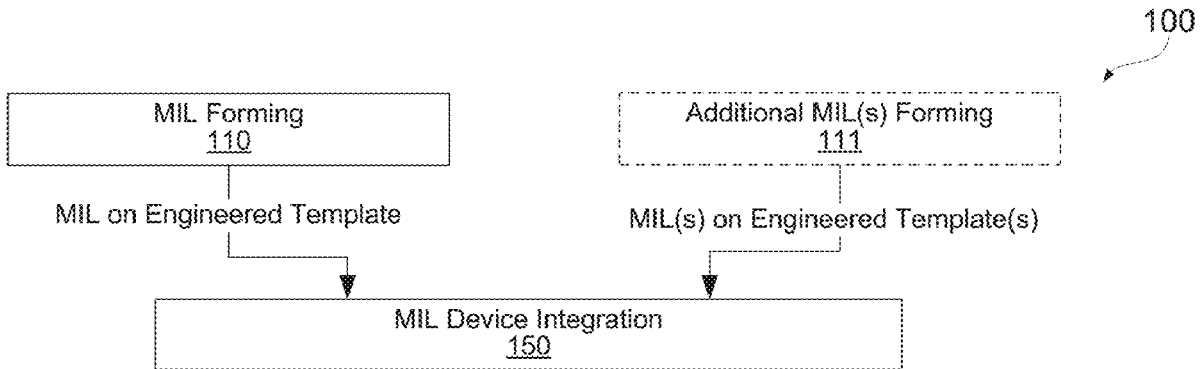 100
MIL Forming
110
Additional MIL(s) Forming
111
MIL on Engineered Template
MIL(s) on Engineered Template(s)
MIL Device Integration
150